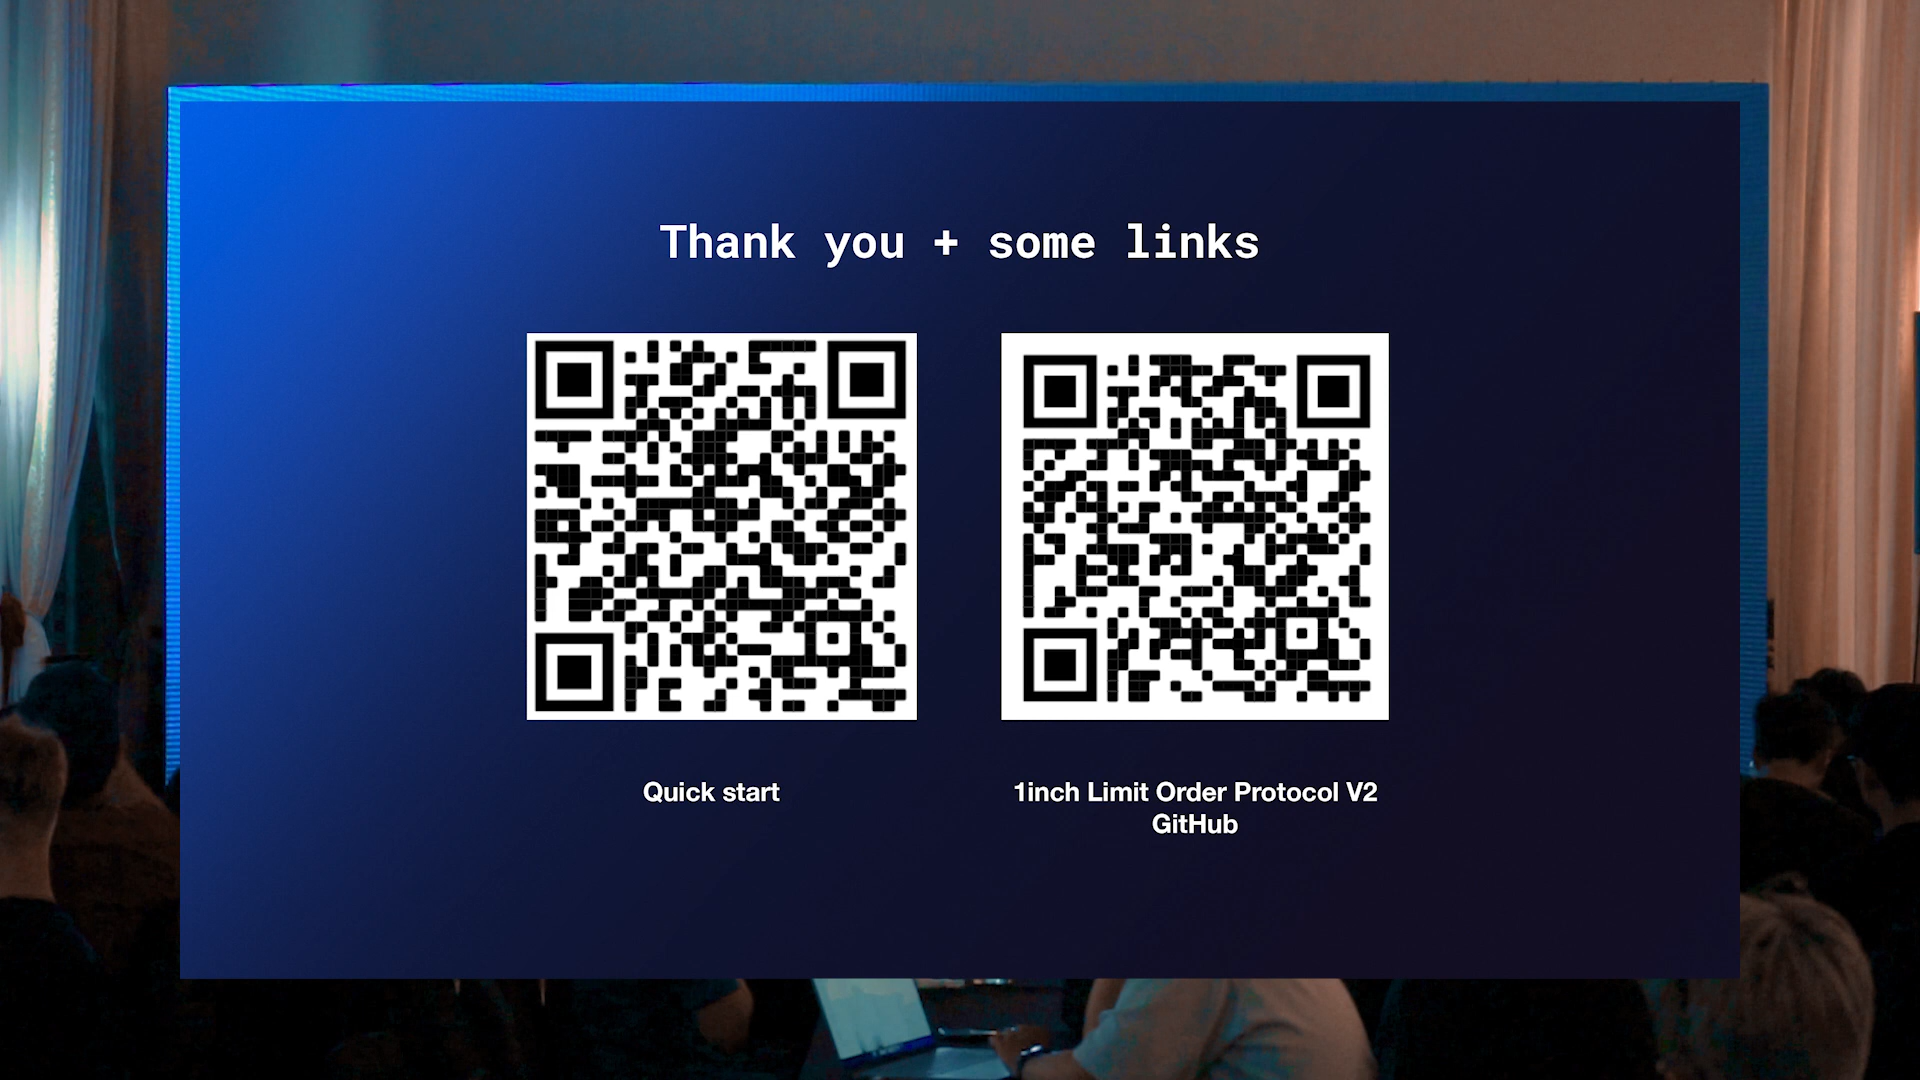 Thank you + some links
Quick start
1inch Limit Order Protocol V2
GitHub